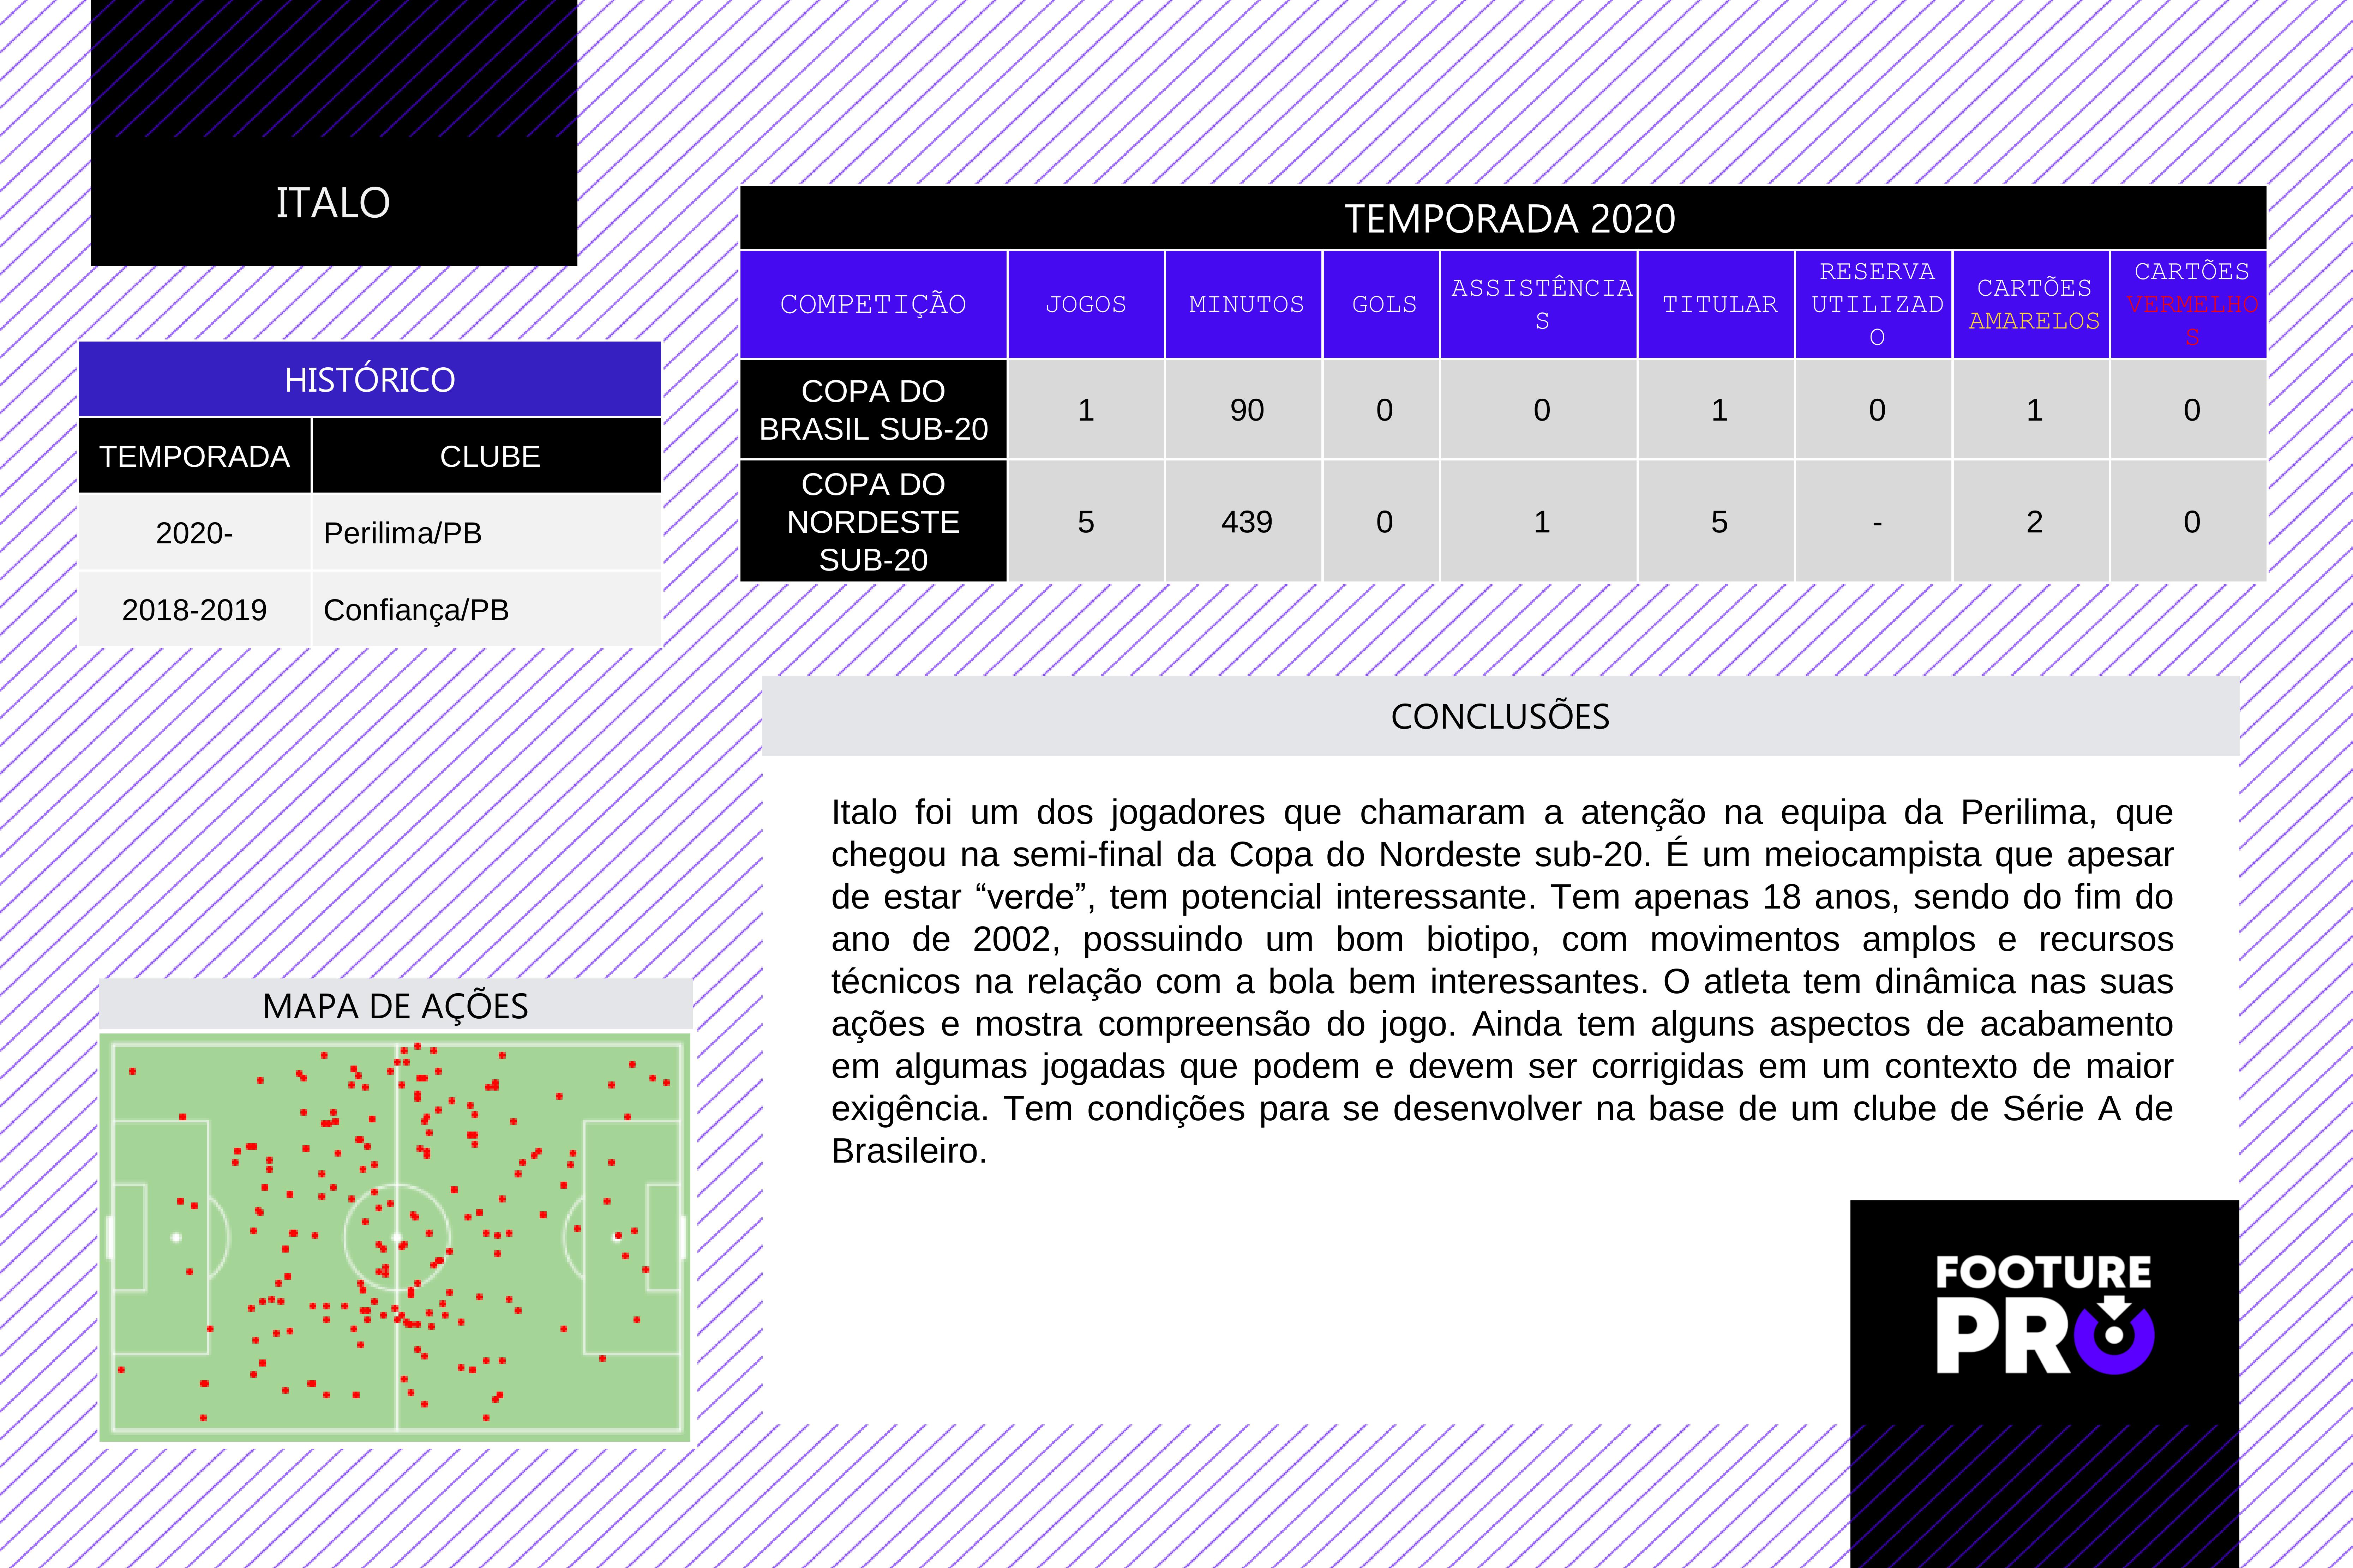 ITALO
HISTÓRICO
TEMPORADA CLUBE
2020- Perilima/PB
2018-2019 Confiança/PB
TEMPORADA 2020
COMPETIÇÃO JOGOS MINUTOS GOLS ASSISTÊNCIAS TITULAR RESERVA UTILIZADO CARTÕES AMARELOS CARTÕES VERMELHOS
COPA DO BRASIL SUB-20 1 90 0 0 1 0 1 0
COPA DO NORDESTE SUB-20 5 439 0 1 5 - 2 0
MAPA DE AÇÕES
CONCLUSÕES
Italo foi um dos jogadores que chamaram a atenção na equipa da Perilima, que
chegou na semi-final da Copa do Nordeste sub-20. É um meiocampista que apesar
de estar “verde”, tem potencial interessante. Tem apenas 18 anos, sendo do fim do
ano de 2002, possuindo um bom biotipo, com movimentos amplos e recursos
técnicos na relação com a bola bem interessantes. O atleta tem dinâmica nas suas
ações e mostra compreensão do jogo. Ainda tem alguns aspectos de acabamento
em algumas jogadas que podem e devem ser corrigidas em um contexto de maior
exigência. Tem condições para se desenvolver na base de um clube de Série A de
Brasileiro.
FOOTURE
PRO